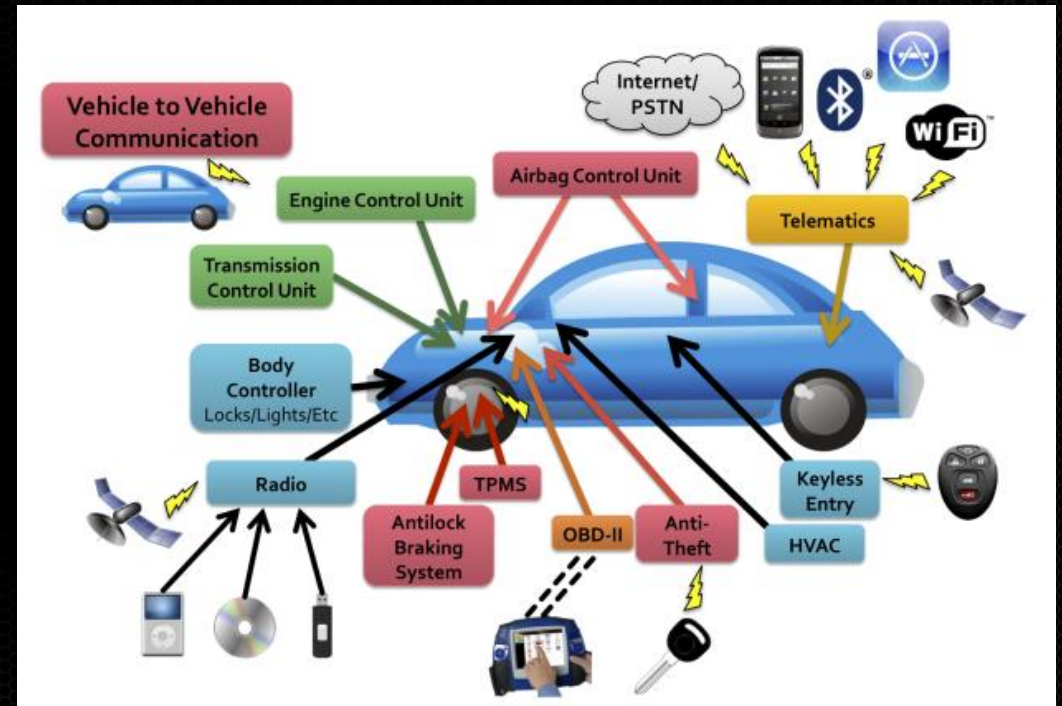 Vehicle to Vehicle
Communication
Internet/
PSTN
®
Wi Fi
™
Engine Control Unit
Airbag Control Unit
Telematics
Transmission
Control Unit
Body
Controller
Locks/Lights/Etc
Radio
TPMS
Antilock
Braking
System
OBD-II
Anti-
Theft
Keyless
Entry
HVAC